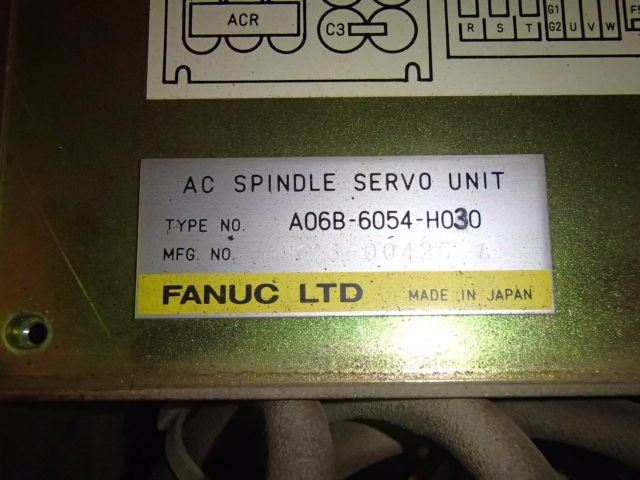 ACR
C3
R S T
G1
G2 U V W
AC SPINDLE SERVO UNIT
TYPE NO. A06B-6054-H030
MFG. NO.
FANUC LTD MADE IN JAPAN